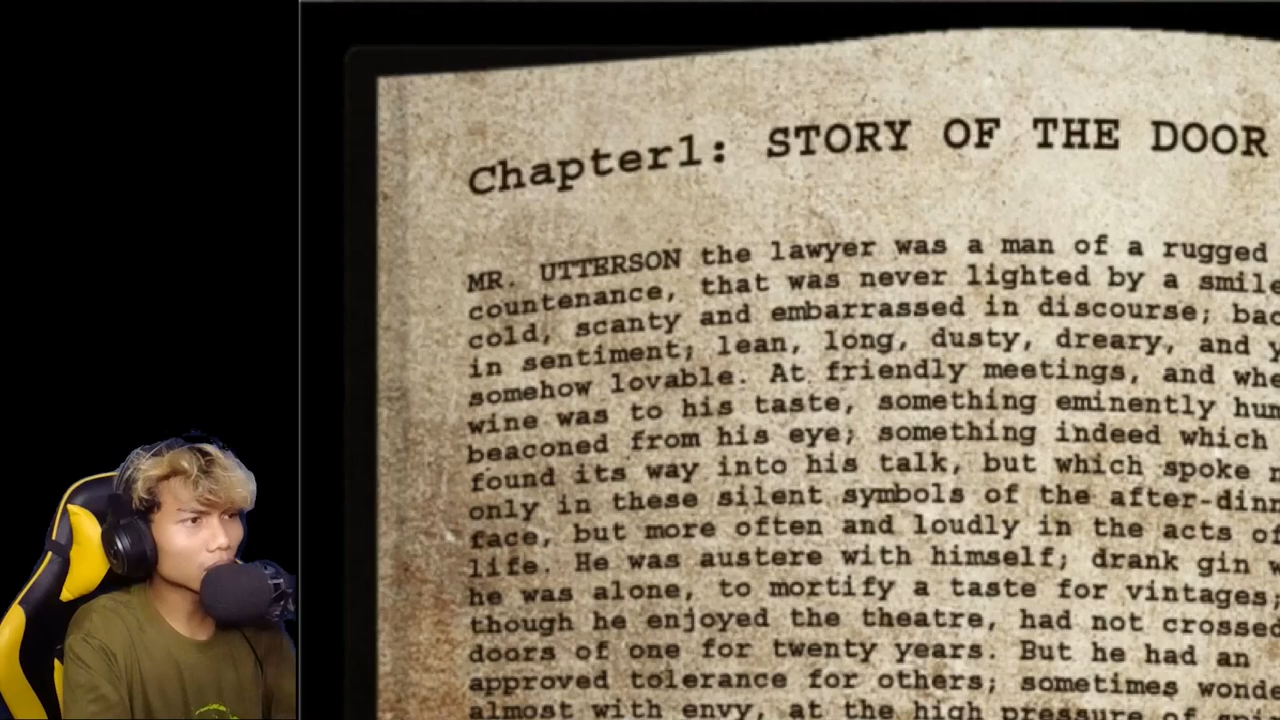 Chapter1: STORY OF THE DOOR
MR. UTTERSON the lawyer was a man of a rugged
countenance, that was never lighted by a smile
cold, scanty and embarrassed in discourse; bac
in sentiment; lean, long, dusty, dreary, and y
somehow lovable. At friendly meetings, and whe
wine was to his taste, something eminently hum
beaconed from his eye; something indeed which
found its way into his talk, but which spoke n
only in these silent symbols of the after-dinn
face, but more often and loudly in the acts of
life. He was austere with himself; drank gin w
he was alone, to mortify a taste for vintages;
though he enjoyed the theatre, had not crossed
doors of one for twenty years. But he had an
approved tolerance for others; sometimes wonde
almost with envy, at the high pressure of spi